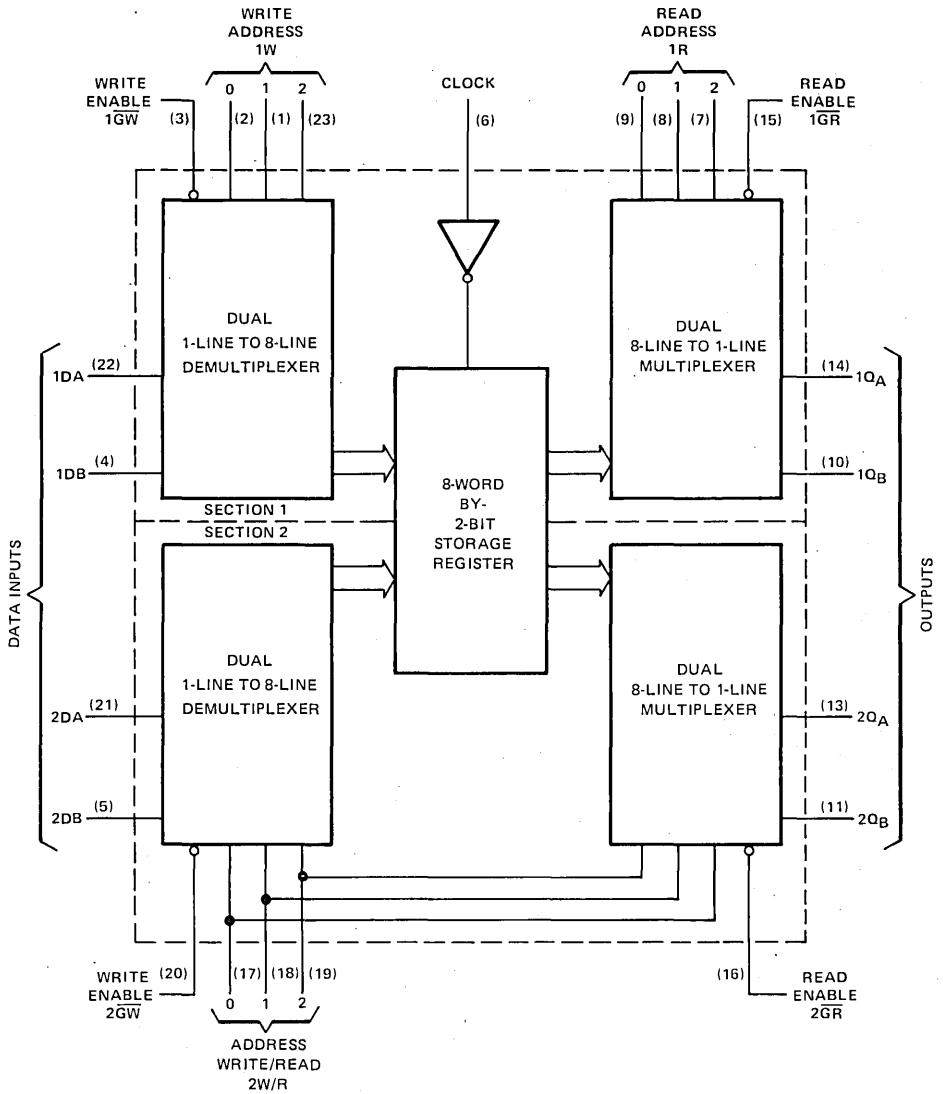 WRITE
ADDRESS
1W
READ
ADDRESS
1R
WRITE
ENABLE
1G̅W̅
0 1 2
CLOCK
0 1 2
READ
ENABLE
1G̅R̅
(3) (2) (1) (23)
(6)
(9) (8) (7) (15)
DUAL
1-LINE TO 8-LINE
DEMULTIPLEXER
DUAL
8-LINE TO 1-LINE
MULTIPLEXER
1DA (22)
(14) 1QA
1DB (4)
(10) 1QB
8-WORD
BY-
2-BIT
STORAGE
REGISTER
SECTION 1
SECTION 2
DATA INPUTS
OUTPUTS
DUAL
1-LINE TO 8-LINE
DEMULTIPLEXER
DUAL
8-LINE TO 1-LINE
MULTIPLEXER
2DA (21)
(13) 2QA
2DB (5)
(11) 2QB
WRITE
ENABLE
2G̅W̅
(20) (17) (18) (19)
0 1 2
(16)
READ
ENABLE
2G̅R̅
ADDRESS
WRITE/READ
2W/R